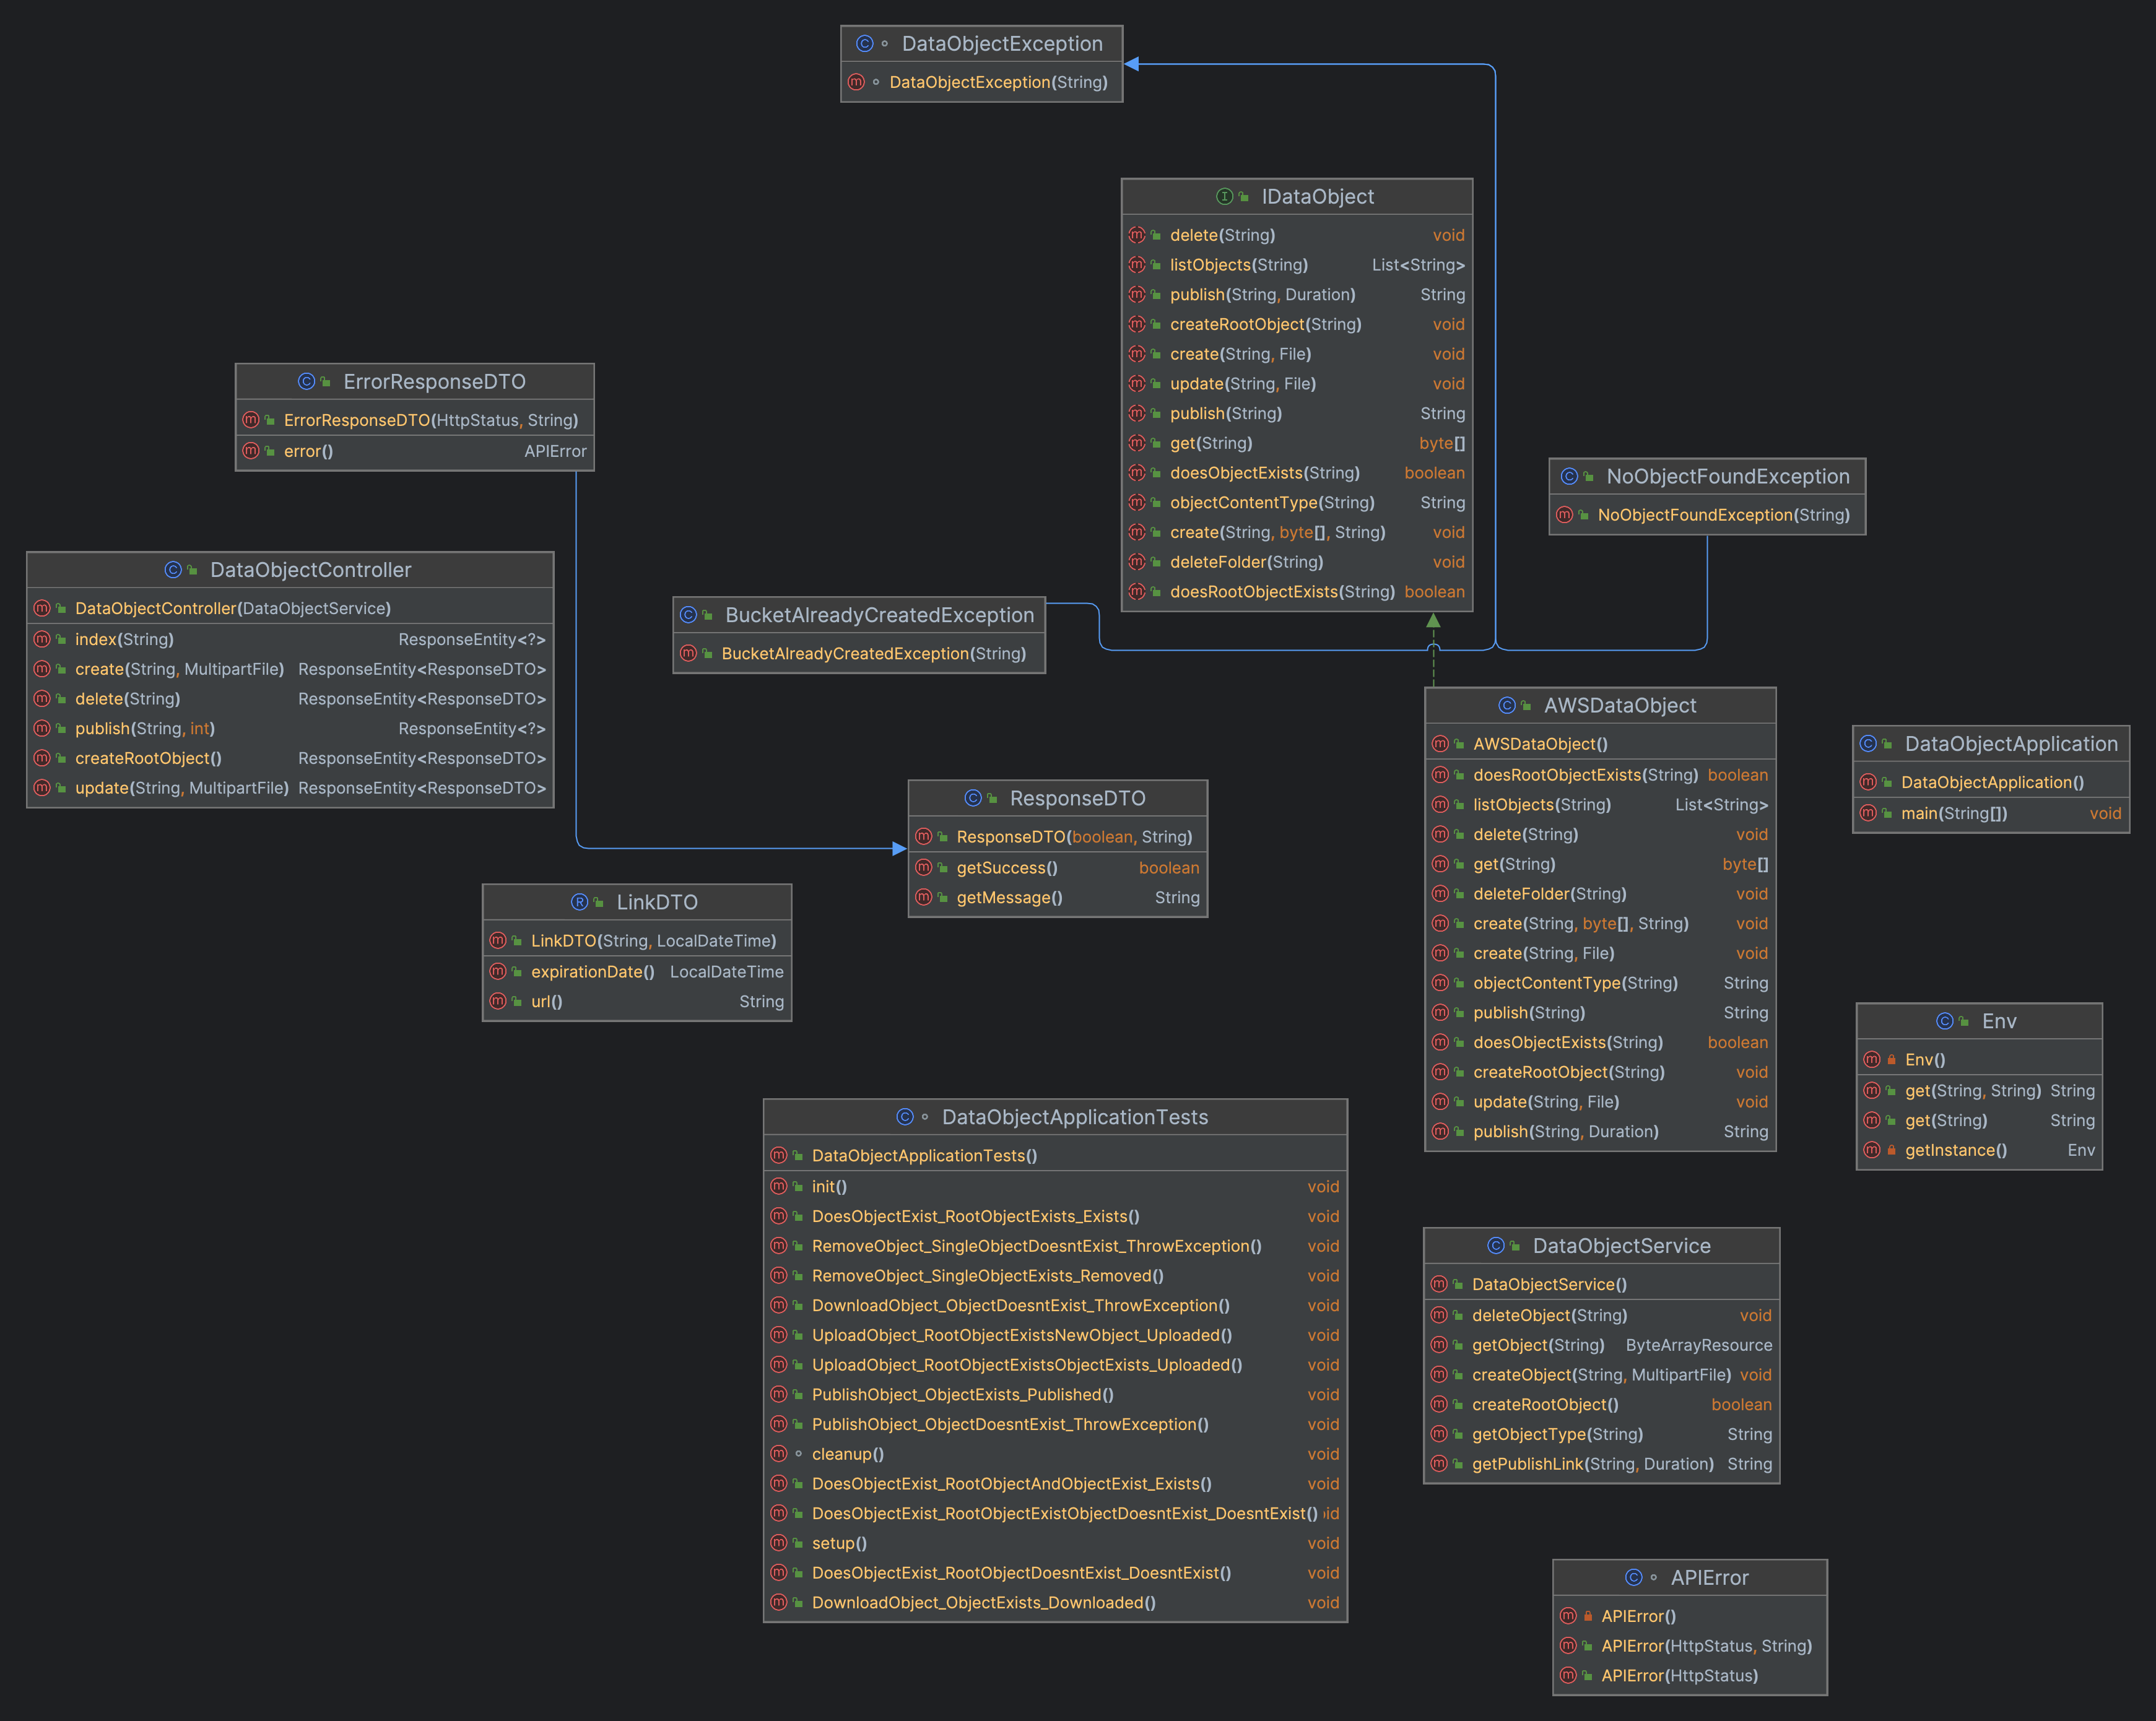 DataObjectException
DataObjectException(String)
IDataObject
delete(String) void
listObjects(String) List<String>
publish(String, Duration) String
createRootObject(String) void
create(String, File) void
update(String, File) void
publish(String) String
get(String) byte[]
doesObjectExists(String) boolean
objectContentType(String) String
create(String, byte[], String) void
deleteFolder(String) void
doesRootObjectExists(String) boolean
ErrorResponseDTO
ErrorResponseDTO(HttpStatus, String)
error() APIError
NoObjectFoundException
NoObjectFoundException(String)
DataObjectController
DataObjectController(DataObjectService)
index(String) ResponseEntity<?>
create(String, MultipartFile) ResponseEntity<ResponseDTO>
delete(String) ResponseEntity<ResponseDTO>
publish(String, int) ResponseEntity<?>
createRootObject() ResponseEntity<ResponseDTO>
update(String, MultipartFile) ResponseEntity<ResponseDTO>
BucketAlreadyCreatedException
BucketAlreadyCreatedException(String)
AWSDataObject
AWSDataObject()
doesRootObjectExists(String) boolean
listObjects(String) List<String>
delete(String) void
get(String) byte[]
deleteFolder(String) void
create(String, byte[], String) void
create(String, File) void
objectContentType(String) String
publish(String) String
doesObjectExists(String) boolean
createRootObject(String) void
update(String, File) void
publish(String, Duration) String
DataObjectApplication
DataObjectApplication()
main(String[]) void
ResponseDTO
ResponseDTO(boolean, String)
getSuccess() boolean
getMessage() String
LinkDTO
LinkDTO(String, LocalDateTime)
expirationDate() LocalDateTime
url() String
Env
Env()
get(String, String) String
get(String) String
getInstance() Env
DataObjectApplicationTests
DataObjectApplicationTests()
init() void
DoesObjectExist_RootObjectExists_Exists() void
RemoveObject_SingleObjectDoesntExist_ThrowException() void
RemoveObject_SingleObjectExists_Removed() void
DownloadObject_ObjectDoesntExist_ThrowException() void
UploadObject_RootObjectExistsNewObject_Uploaded() void
UploadObject_RootObjectExistsObjectExists_Uploaded() void
PublishObject_ObjectExists_Published() void
PublishObject_ObjectDoesntExist_ThrowException() void
cleanup() void
DoesObjectExist_RootObjectAndObjectExist_Exists() void
DoesObjectExist_RootObjectExistObjectDoesntExist_DoesntExist() id
setup() void
DoesObjectExist_RootObjectDoesntExist_DoesntExist() void
DownloadObject_ObjectExists_Downloaded() void
DataObjectService
DataObjectService()
deleteObject(String) void
getObject(String) ByteArrayResource
createObject(String, MultipartFile) void
createRootObject() boolean
getObjectType(String) String
getPublishLink(String, Duration) String
APIError
APIError()
APIError(HttpStatus, String)
APIError(HttpStatus)